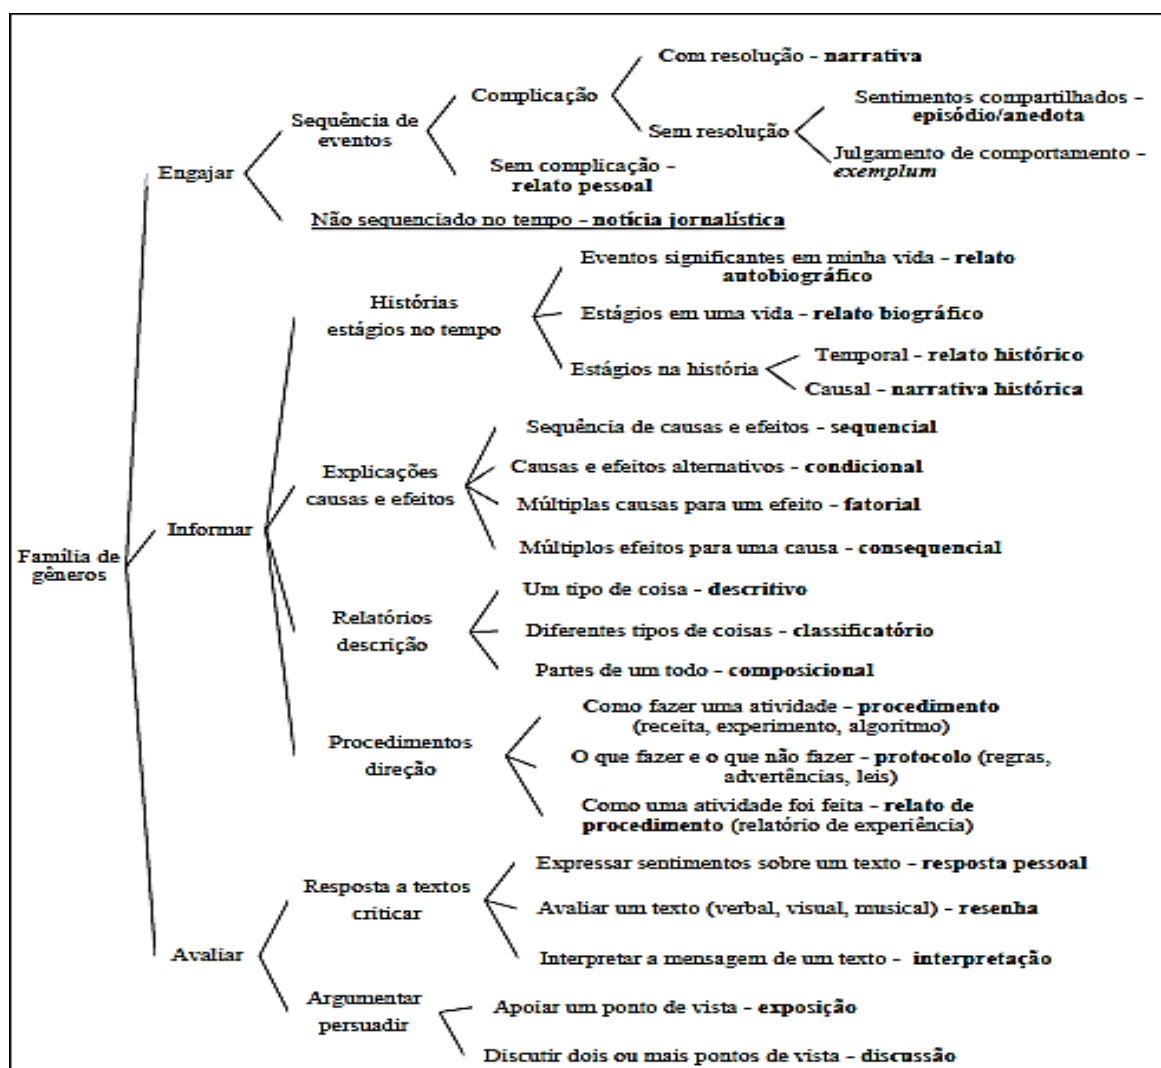 Com resolução - narrativa
Complicação
Sentimentos compartilhados -
episódio/anedota
Sequência de
eventos
Sem resolução
Julgamento de comportamento -
exemplum
Sem complicação -
relato pessoal
Engajar
Não sequenciado no tempo - notícia jornalística
Eventos significantes em minha vida - relato
autobiográfico
Histórias
estágios no tempo
Estágios em uma vida - relato biográfico
Temporal - relato histórico
Estágios na história
Causal - narrativa histórica
Sequência de causas e efeitos - sequencial
Explicações
causas e efeitos
Causas e efeitos alternativos - condicional
Múltiplas causas para um efeito - fatorial
Informar
Múltiplos efeitos para uma causa - consequencial
Família de
gêneros
Um tipo de coisa - descritivo
Relatórios
descrição
Diferentes tipos de coisas - classificatório
Partes de um todo - composicional
Como fazer uma atividade - procedimento
(receita, experimento, algoritmo)
Procedimentos
direção
O que fazer e o que não fazer - protocolo (regras,
advertências, leis)
Como uma atividade foi feita - relato de
procedimento (relatório de experiência)
Expressar sentimentos sobre um texto - resposta pessoal
Resposta a textos
criticar
Avaliar um texto (verbal, visual, musical) - resenha
Interpretar a mensagem de um texto - interpretação
Avaliar
Argumentar
persuadir
Apoiar um ponto de vista - exposição
Discutir dois ou mais pontos de vista - discussão